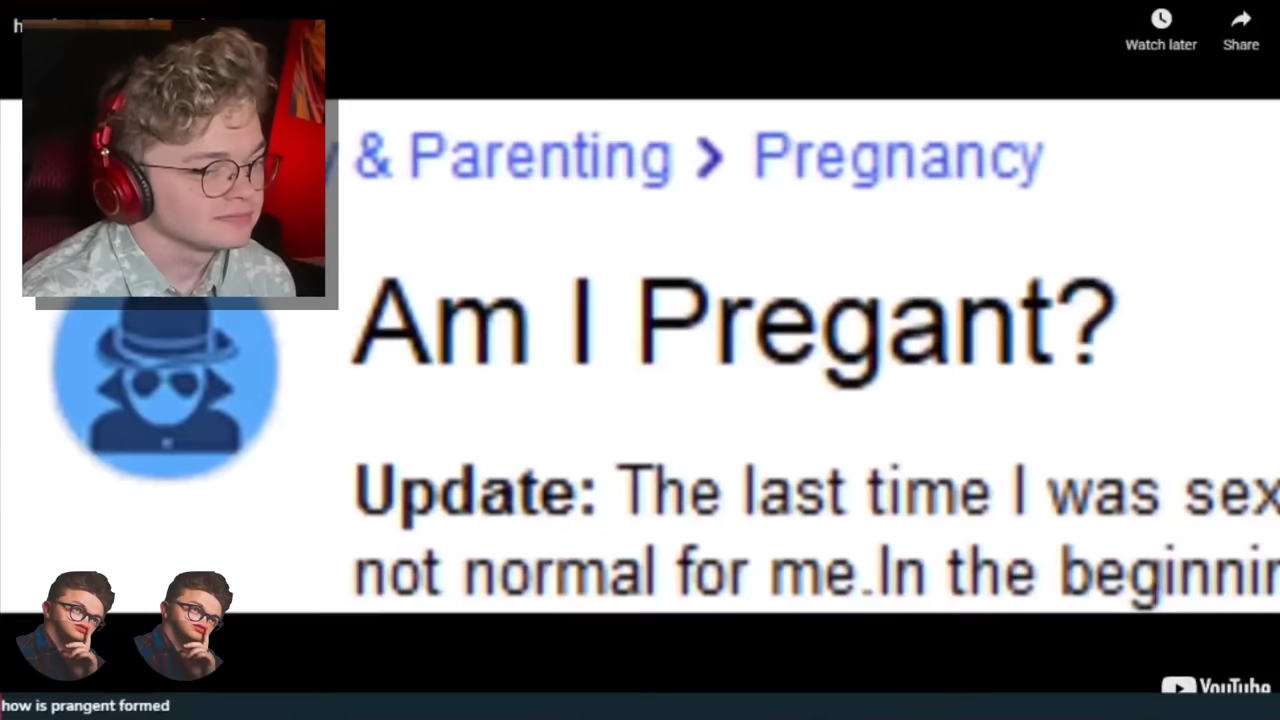 Watch later
Share
& Parenting > Pregnancy
Am I Pregant?
Update: The last time I was sex
not normal for me.In the beginnin
YouTube
how is prangent formed